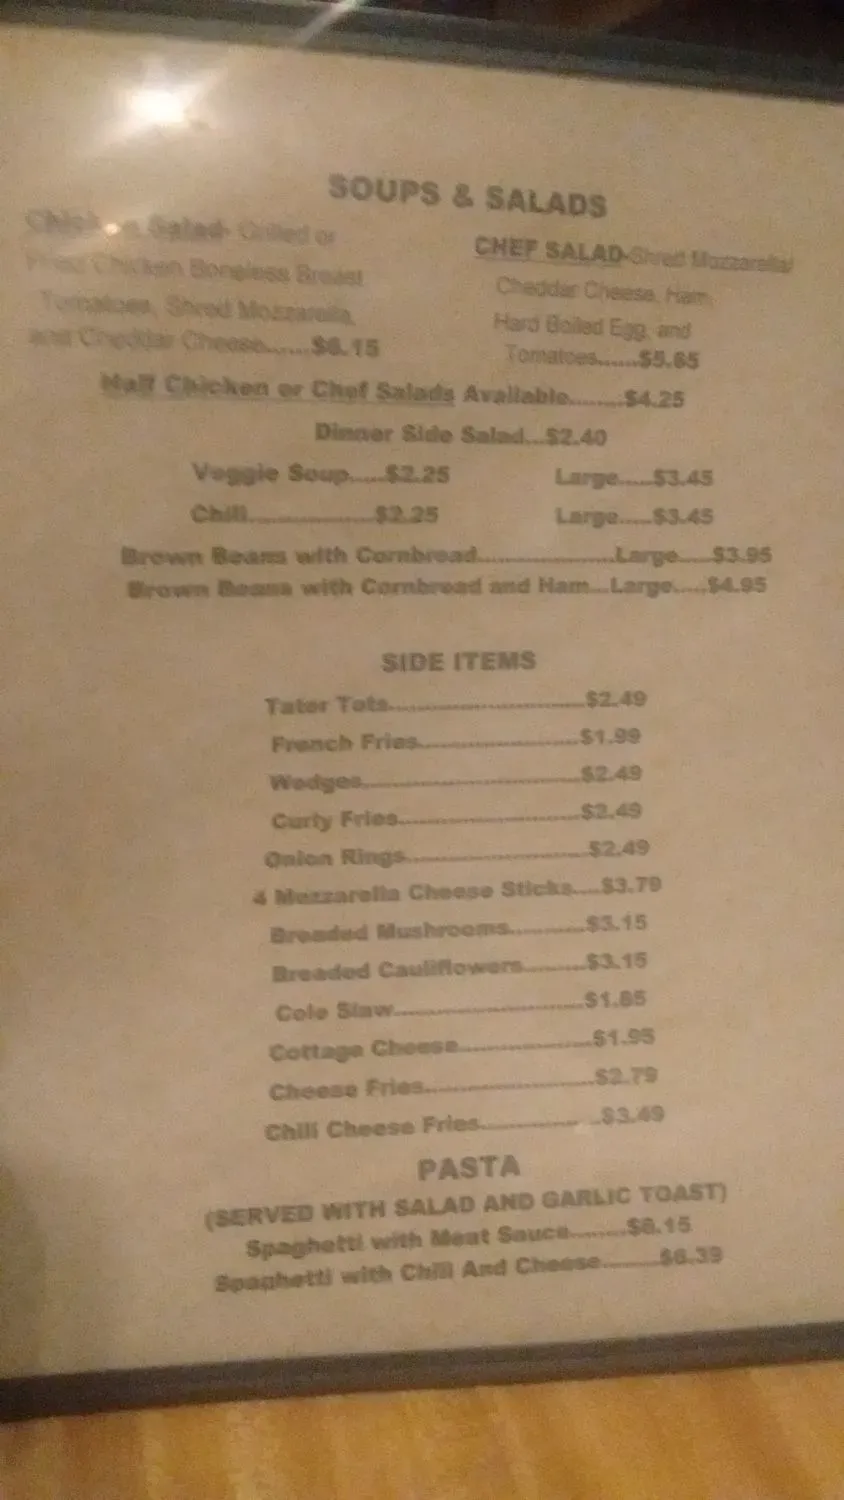 SOUPS & SALADS
Chicken Salad- Grilled or
Fried Chicken Boneless Breast
Tomatoes, Shred Mozzarella,
and Cheddar Cheese......$6.15
CHEF SALAD-Shred Mozzarella/
Cheddar Cheese, Ham,
Hard Boiled Egg, and
Tomatoes......$5.65
Half Chicken or Chef Salads Available........$4.25
Dinner Side Salad...$2.40
Veggie Soup.....$2.25 Large.....$3.45
Chili...................$2.25 Large.....$3.45
Brown Beans with Cornbread.....................Large.....$3.95
Brown Beans with Cornbread and Ham...Large.....$4.95
SIDE ITEMS
Tater Tots..............................$2.49
French Fries........................$1.99
Wedges.................................$2.49
Curly Fries...........................$2.49
Onion Rings...........................$2.49
4 Mozzarella Cheese Sticks....$3.79
Breaded Mushrooms............$3.15
Breaded Cauliflowers..........$3.15
Cole Slaw.............................$1.85
Cottage Cheese....................$1.95
Cheese Fries.........................$2.79
Chili Cheese Fries.................$3.49
PASTA
(SERVED WITH SALAD AND GARLIC TOAST)
Spaghetti with Meat Sauce........$6.15
Spaghetti with Chili And Cheese........$6.39